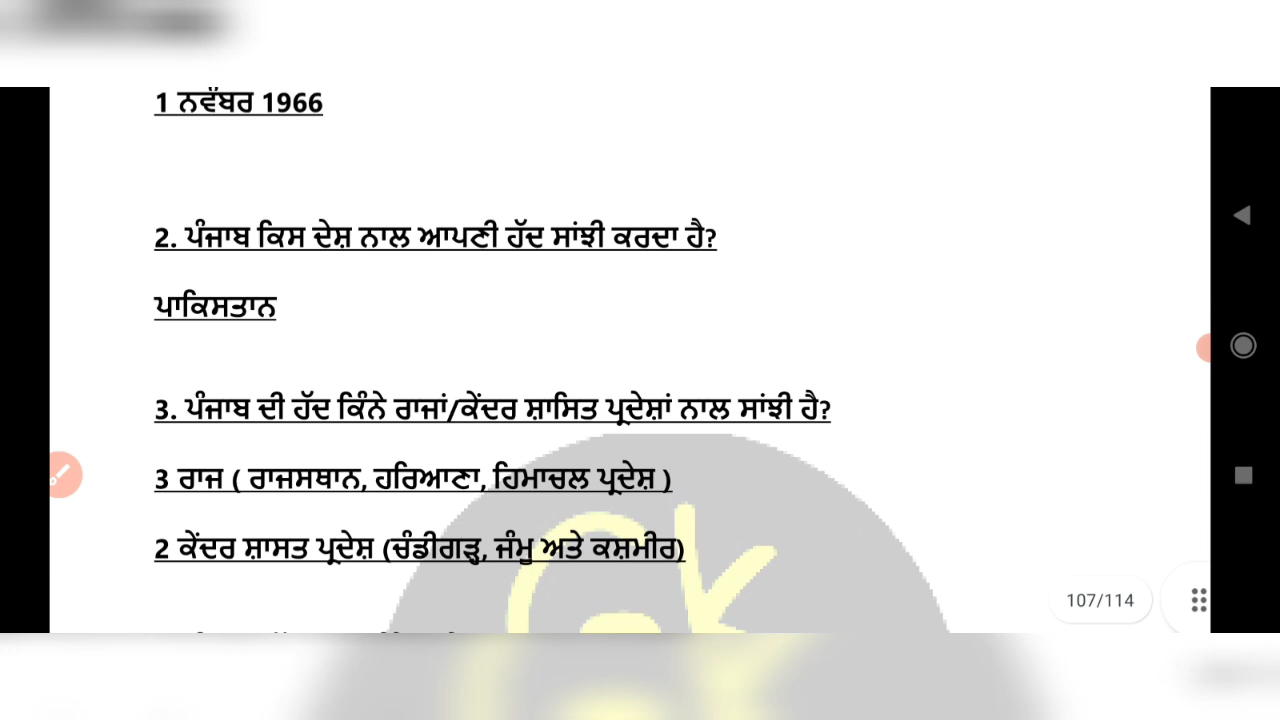 1 ਨਵੰਬਰ 1966
2. ਪੰਜਾਬ ਕਿਸ ਦੇਸ਼ ਨਾਲ ਆਪਣੀ ਹੱਦ ਸਾਂਝੀ ਕਰਦਾ ਹੈ?
ਪਾਕਿਸਤਾਨ
3. ਪੰਜਾਬ ਦੀ ਹੱਦ ਕਿੰਨੇ ਰਾਜਾਂ/ਕੇਂਦਰ ਸ਼ਾਸਿਤ ਪ੍ਰਦੇਸ਼ਾਂ ਨਾਲ ਸਾਂਝੀ ਹੈ?
3 ਰਾਜ ( ਰਾਜਸਥਾਨ, ਹਰਿਆਣਾ, ਹਿਮਾਚਲ ਪ੍ਰਦੇਸ਼ )
2 ਕੇਂਦਰ ਸ਼ਾਸਤ ਪ੍ਰਦੇਸ਼ (ਚੰਡੀਗੜ੍ਹ, ਜੰਮੂ ਅਤੇ ਕਸ਼ਮੀਰ)
Gk
107/114